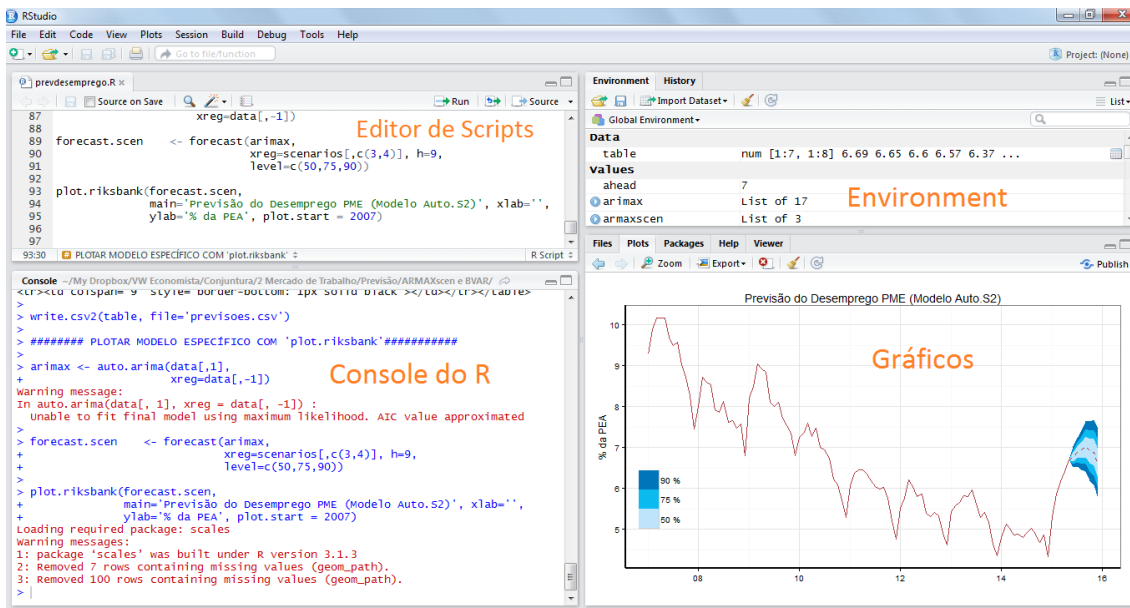 RStudio
File Edit Code View Plots Session Build Debug Tools Help
Go to file/function
Project: (None)
prevdesemprego.R
Source on Save
Run
Source
87 xreg=data[,-1])
88
89 forecast.scen <- forecast(arimax,
90 xreg=scenarios[,c(3,4)], h=9,
91 level=c(50,75,90))
92
93 plot.riksbank(forecast.scen,
94 main='Previsão do Desemprego PME (Modelo Auto.S2)', xlab='',
95 ylab='% da PEA', plot.start = 2007)
96
97
Editor de Scripts
93:30 # PLOTAR MODELO ESPECÍFICO COM 'plot.riksbank'
R Script
Console ~/My Dropbox/VW Economista/Conjuntura/2 Mercado de Trabalho/Previsão/ARMAXscen e BVAR/
<tr><td colspan="9" style="border-bottom: 1px solid black"></td></tr></table>
>
> write.csv2(table, file='previsoes.csv')
>
> ######## PLOTAR MODELO ESPECÍFICO COM 'plot.riksbank'###########
>
> arimax <- auto.arima(data[,1],
+ xreg=data[,-1])
Warning message:
In auto.arima(data[, 1], xreg = data[, -1]) :
Unable to fit final model using maximum likelihood. AIC value approximated
>
> forecast.scen <- forecast(arimax,
+ xreg=scenarios[,c(3,4)], h=9,
+ level=c(50,75,90))
>
> plot.riksbank(forecast.scen,
+ main='Previsão do Desemprego PME (Modelo Auto.S2)', xlab='',
+ ylab='% da PEA', plot.start = 2007)
Loading required package: scales
Warning messages:
1: package 'scales' was built under R version 3.1.3
2: Removed 7 rows containing missing values (geom_path).
3: Removed 100 rows containing missing values (geom_path).
>
Console do R
Environment History
Import Dataset
List
Global Environment
Data
table num [1:7, 1:8] 6.69 6.65 6.6 6.57 6.37 ...
Values
ahead 7
arimax List of 17
armaxscen List of 3
Environment
Files Plots Packages Help Viewer
Zoom Export
Publish
Previsão do Desemprego PME (Modelo Auto.S2)
Gráficos
% da PEA
10
9
8
7
6
5
90 %
75 %
50 %
08 10 12 14 16